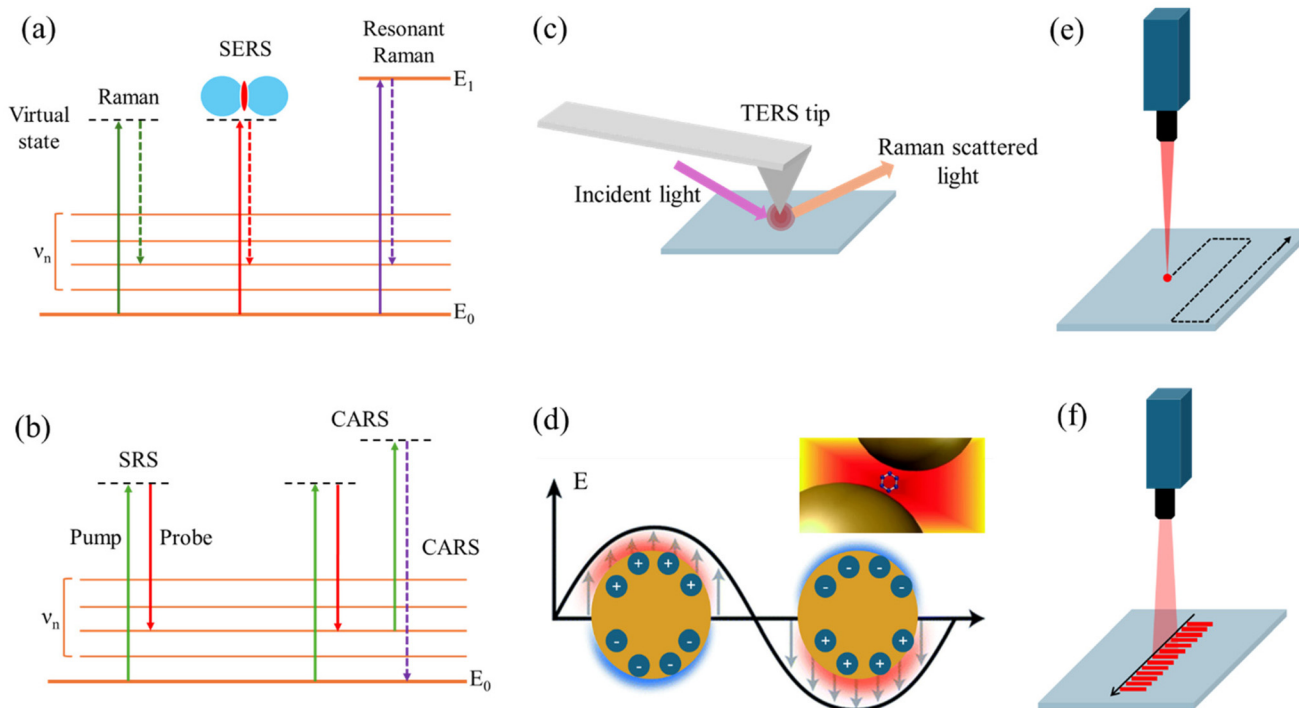 (a)
SERS
Resonant
Raman
E₁
Raman
Virtual
state
νₙ
E₀
(b)
CARS
SRS
Pump
Probe
CARS
νₙ
E₀
(c)
TERS tip
Raman scattered
light
Incident light
(d)
E
+ + + +
- - - -
- - - -
+ + + +
(e)
(f)